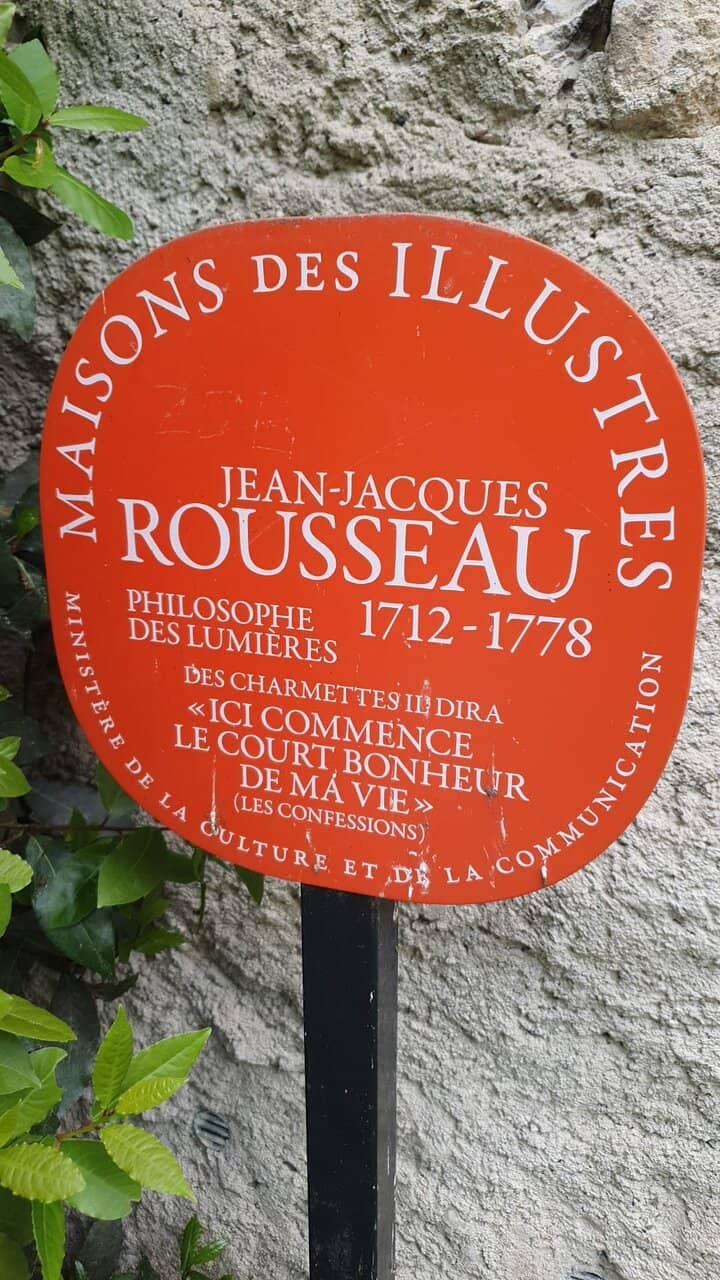 MAISONS DES ILLUSTRES
JEAN-JACQUES
ROUSSEAU
PHILOSOPHE
DES LUMIÈRES
1712-1778
DES CHARMETTES IL DIRA
«ICI COMMENCE
LE COURT BONHEUR
DE MA VIE»
(LES CONFESSIONS)
MINISTÈRE DE LA CULTURE ET DE LA COMMUNICATION